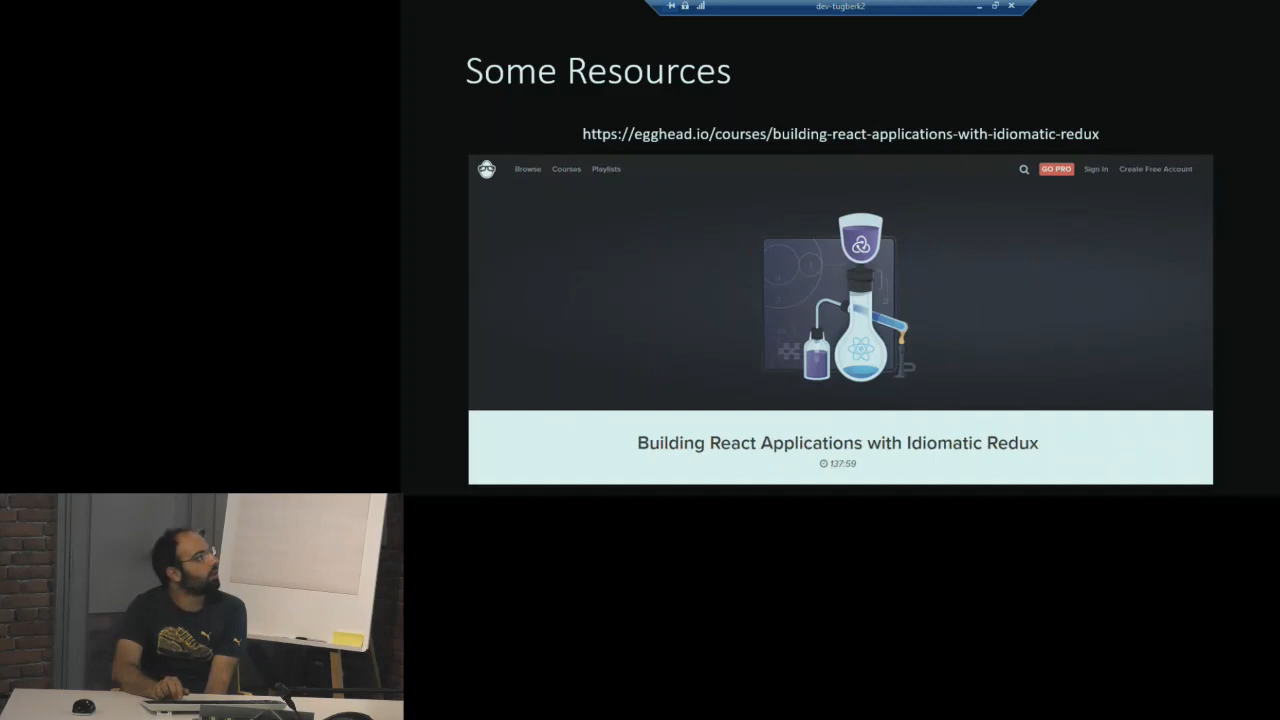 dev-tugberk2
Some Resources
https://egghead.io/courses/building-react-applications-with-idiomatic-redux
Browse Courses Playlists GO PRO Sign In Create Free Account
Building React Applications with Idiomatic Redux
137:59